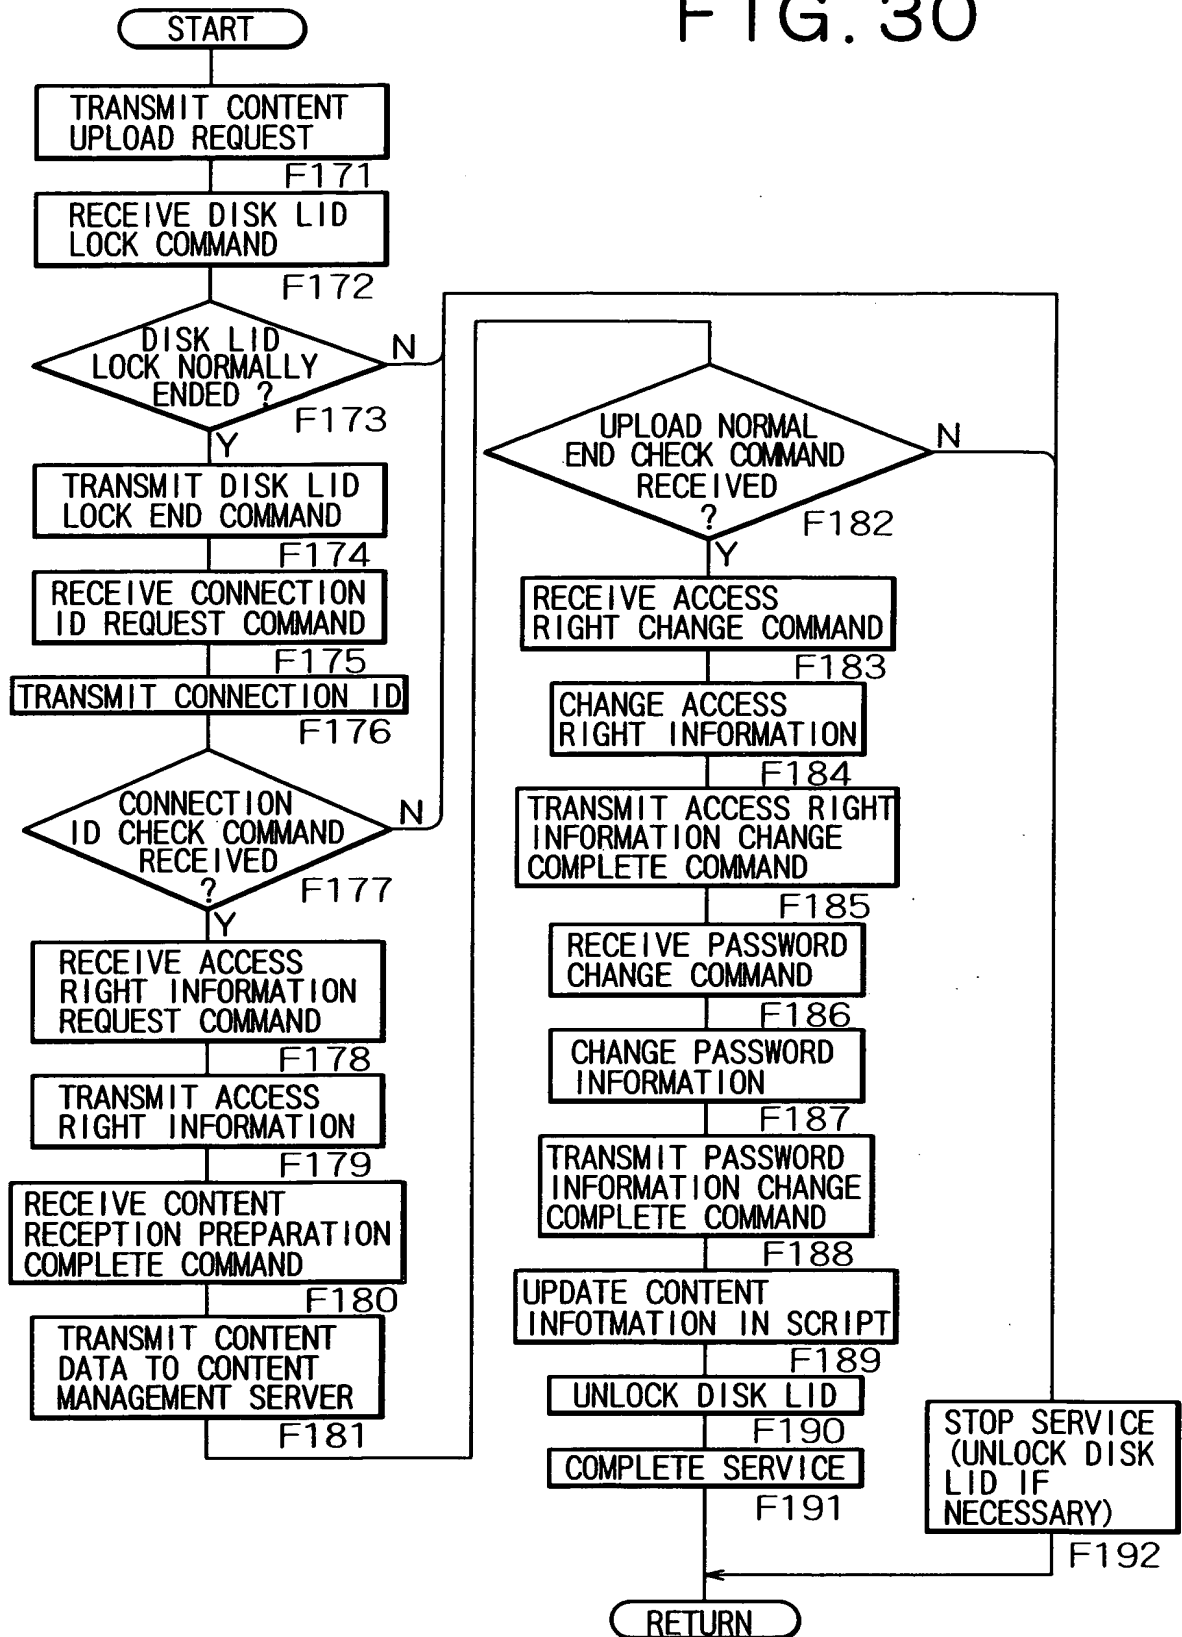 FIG. 30
START
TRANSMIT CONTENT
UPLOAD REQUEST
F171
RECEIVE DISK LID
LOCK COMMAND
F172
DISK LID
LOCK NORMALLY
ENDED ?
N
F173
Y
TRANSMIT DISK LID
LOCK END COMMAND
F174
RECEIVE CONNECTION
ID REQUEST COMMAND
F175
TRANSMIT CONNECTION ID
F176
CONNECTION
ID CHECK COMMAND
RECEIVED
?
N
F177
Y
RECEIVE ACCESS
RIGHT INFORMATION
REQUEST COMMAND
F178
TRANSMIT ACCESS
RIGHT INFORMATION
F179
RECEIVE CONTENT
RECEPTION PREPARATION
COMPLETE COMMAND
F180
TRANSMIT CONTENT
DATA TO CONTENT
MANAGEMENT SERVER
F181
UPLOAD NORMAL
END CHECK COMMAND
RECEIVED
?
N
F182
Y
RECEIVE ACCESS
RIGHT CHANGE COMMAND
F183
CHANGE ACCESS
RIGHT INFORMATION
F184
TRANSMIT ACCESS RIGHT
INFORMATION CHANGE
COMPLETE COMMAND
F185
RECEIVE PASSWORD
CHANGE COMMAND
F186
CHANGE PASSWORD
INFORMATION
F187
TRANSMIT PASSWORD
INFORMATION CHANGE
COMPLETE COMMAND
F188
UPDATE CONTENT
INFOTMATION IN SCRIPT
F189
UNLOCK DISK LID
F190
COMPLETE SERVICE
F191
STOP SERVICE
(UNLOCK DISK
LID IF
NECESSARY)
F192
RETURN